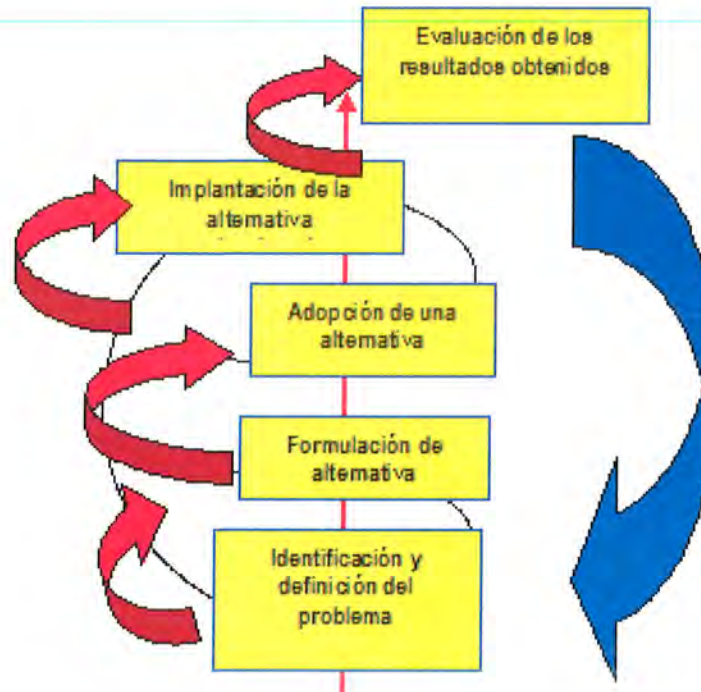 Evaluación de los
resultados obtenidos
Implantación de la
alternativa
Adopción de una
alternativa
Formulación de
alternativa
Identificación y
definición del
problema